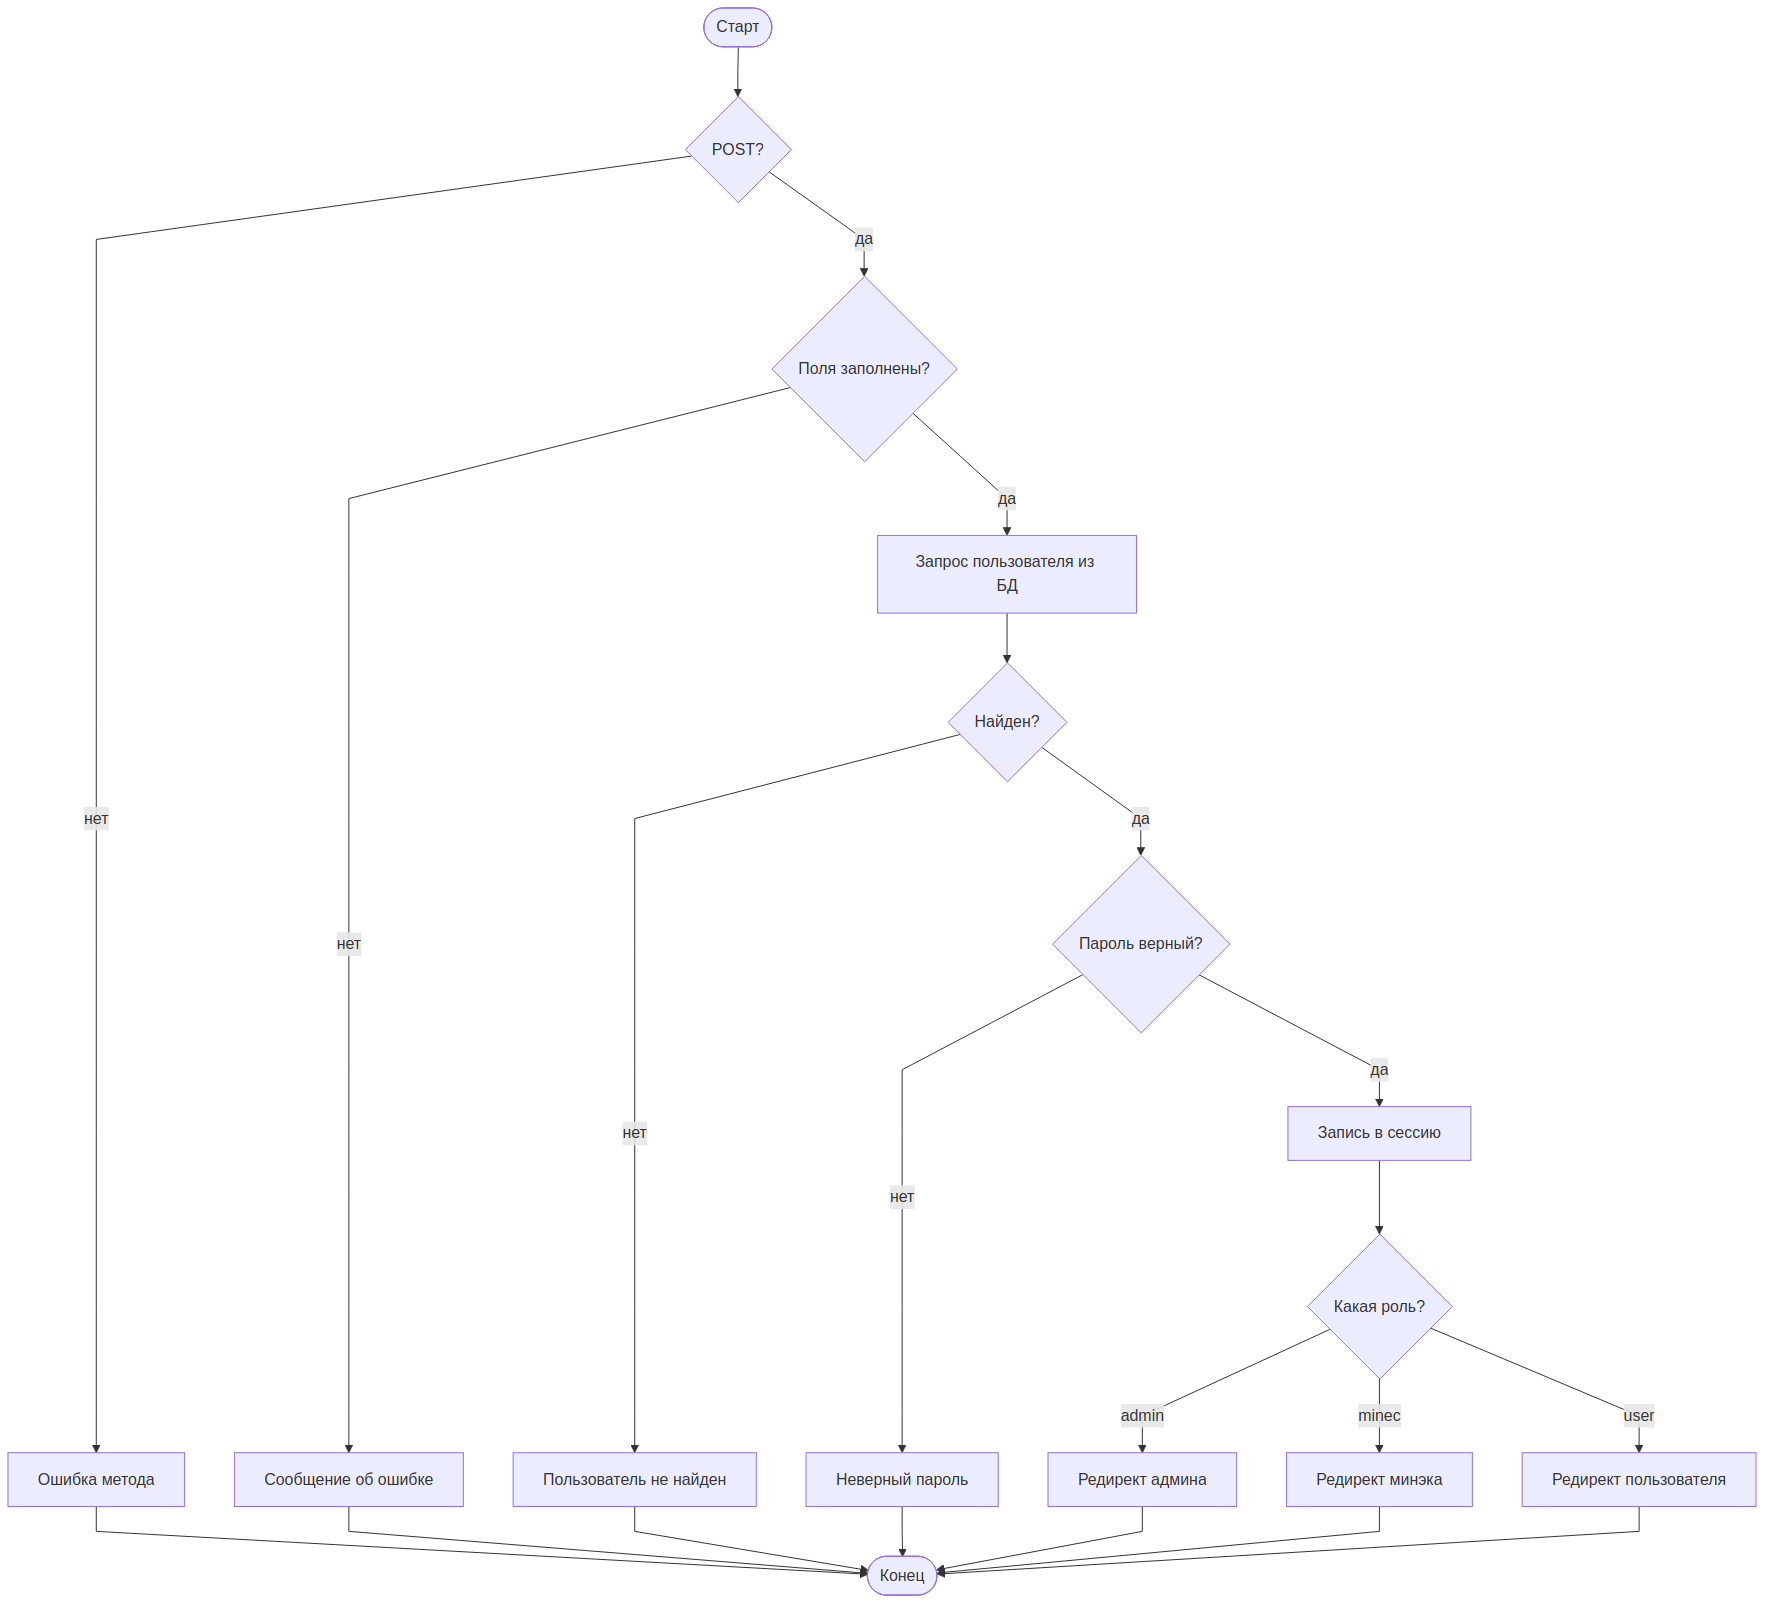 Старт
POST?
да
Поля заполнены?
да
Запрос пользователя из
БД
Найден?
нет
да
нет
Пароль верный?
да
нет
Запись в сессию
нет
Какая роль?
admin
minec
user
Ошибка метода
Сообщение об ошибке
Пользователь не найден
Неверный пароль
Редирект админа
Редирект минэка
Редирект пользователя
Конец